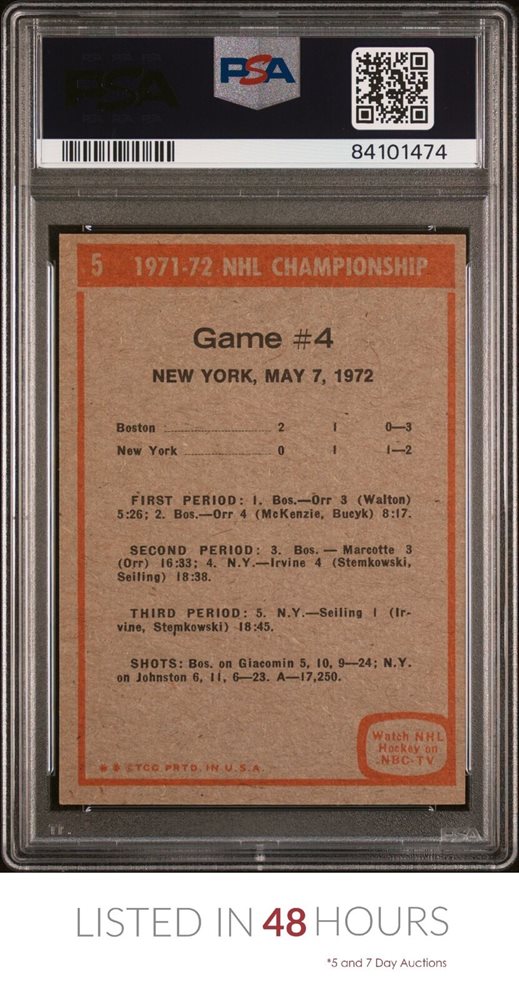 PSA
PSA
84101474
5 1971-72 NHL CHAMPIONSHIP
Game #4
NEW YORK, MAY 7, 1972
Boston 2 1 0—3
New York 0 1 1—2
FIRST PERIOD: 1. Bos.—Orr 3 (Walton)
5:26; 2. Bos.—Orr 4 (McKenzie, Bucyk) 8:17.
SECOND PERIOD: 3. Bos. — Marcotte 3
(Orr) 16:33; 4. N.Y.—Irvine 4 (Stemkowski,
Seiling) 18:38.
THIRD PERIOD: 5. N.Y.—Seiling 1 (Ir-
vine, Stemkowski) 18:45.
SHOTS: Bos. on Giacomin 5, 10, 9—24; N.Y.
on Johnston 6, 11, 6—23. A—17,250.
Watch NHL
Hockey on
NBC-TV
* * ©TCG PRTD. IN U.S.A.
PSA
LISTED IN 48 HOURS
*5 and 7 Day Auctions